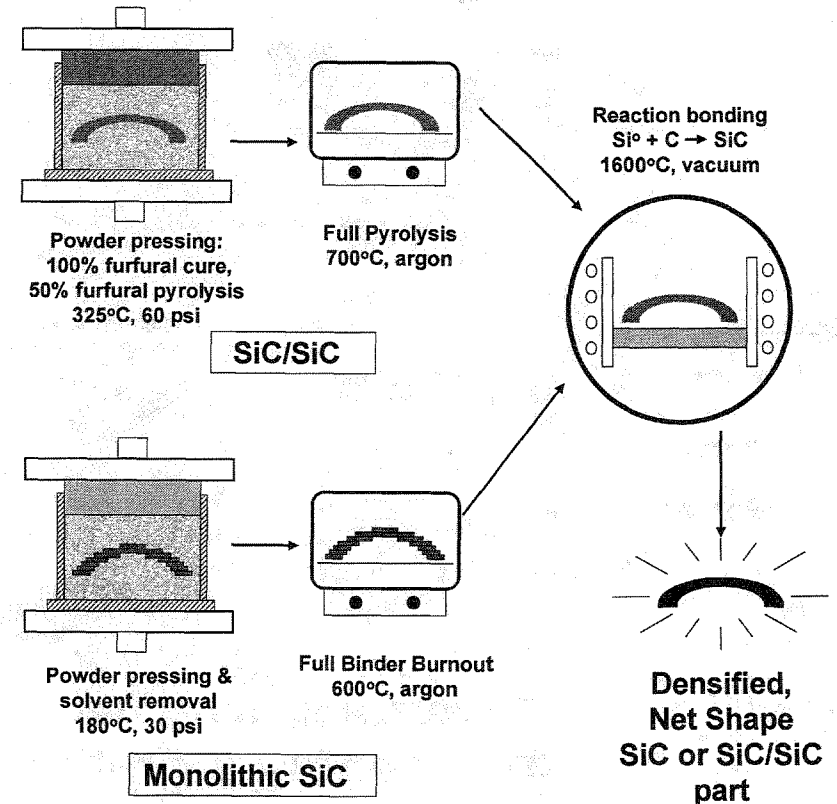 Powder pressing:
100% furfural cure,
50% furfural pyrolysis
325°C, 60 psi
SiC/SiC
Full Pyrolysis
700°C, argon
Reaction bonding
Siº + C → SiC
1600°C, vacuum
Powder pressing &
solvent removal
180°C, 30 psi
Monolithic SiC
Full Binder Burnout
600°C, argon
Densified,
Net Shape
SiC or SiC/SiC
part